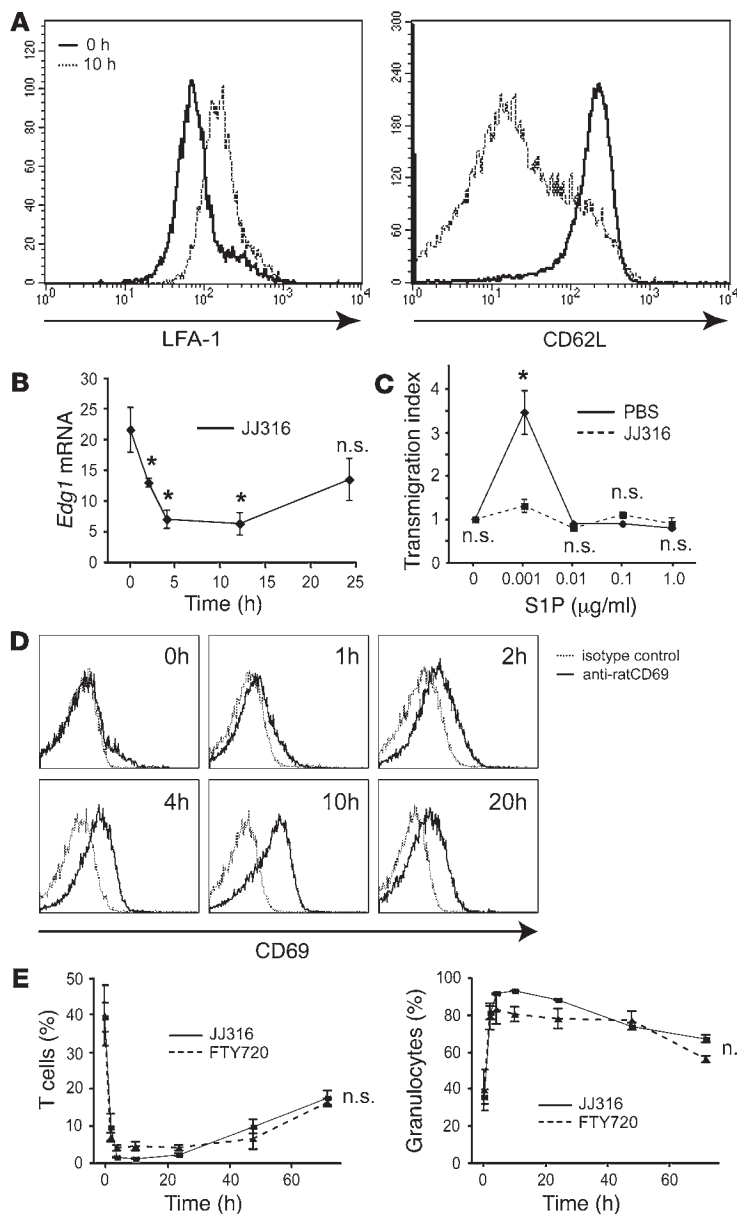 A
0 h
10 h
120
100
80
60
40
20
0
10^0 10^1 10^2 10^3 10^4
LFA-1
300
240
180
120
60
0
10^0 10^1 10^2 10^3 10^4
CD62L
B
Edg1 mRNA
30
25
20
15
10
5
0
* * *
n.s.
JJ316
0 5 10 15 20 25
Time (h)
C
Transmigration index
4
3
2
1
0
*
PBS
JJ316
n.s. n.s. n.s. n.s.
0 0.001 0.01 0.1 1.0
S1P (μg/ml)
D
0h 1h 2h
isotype control
anti-ratCD69
4h 10h 20h
CD69
E
T cells (%)
50
40
30
20
10
0
JJ316
FTY720
n.s.
0 20 40 60
Time (h)
Granulocytes (%)
100
80
60
40
20
0
n.
JJ316
FTY720
0 20 40 60
Time (h)